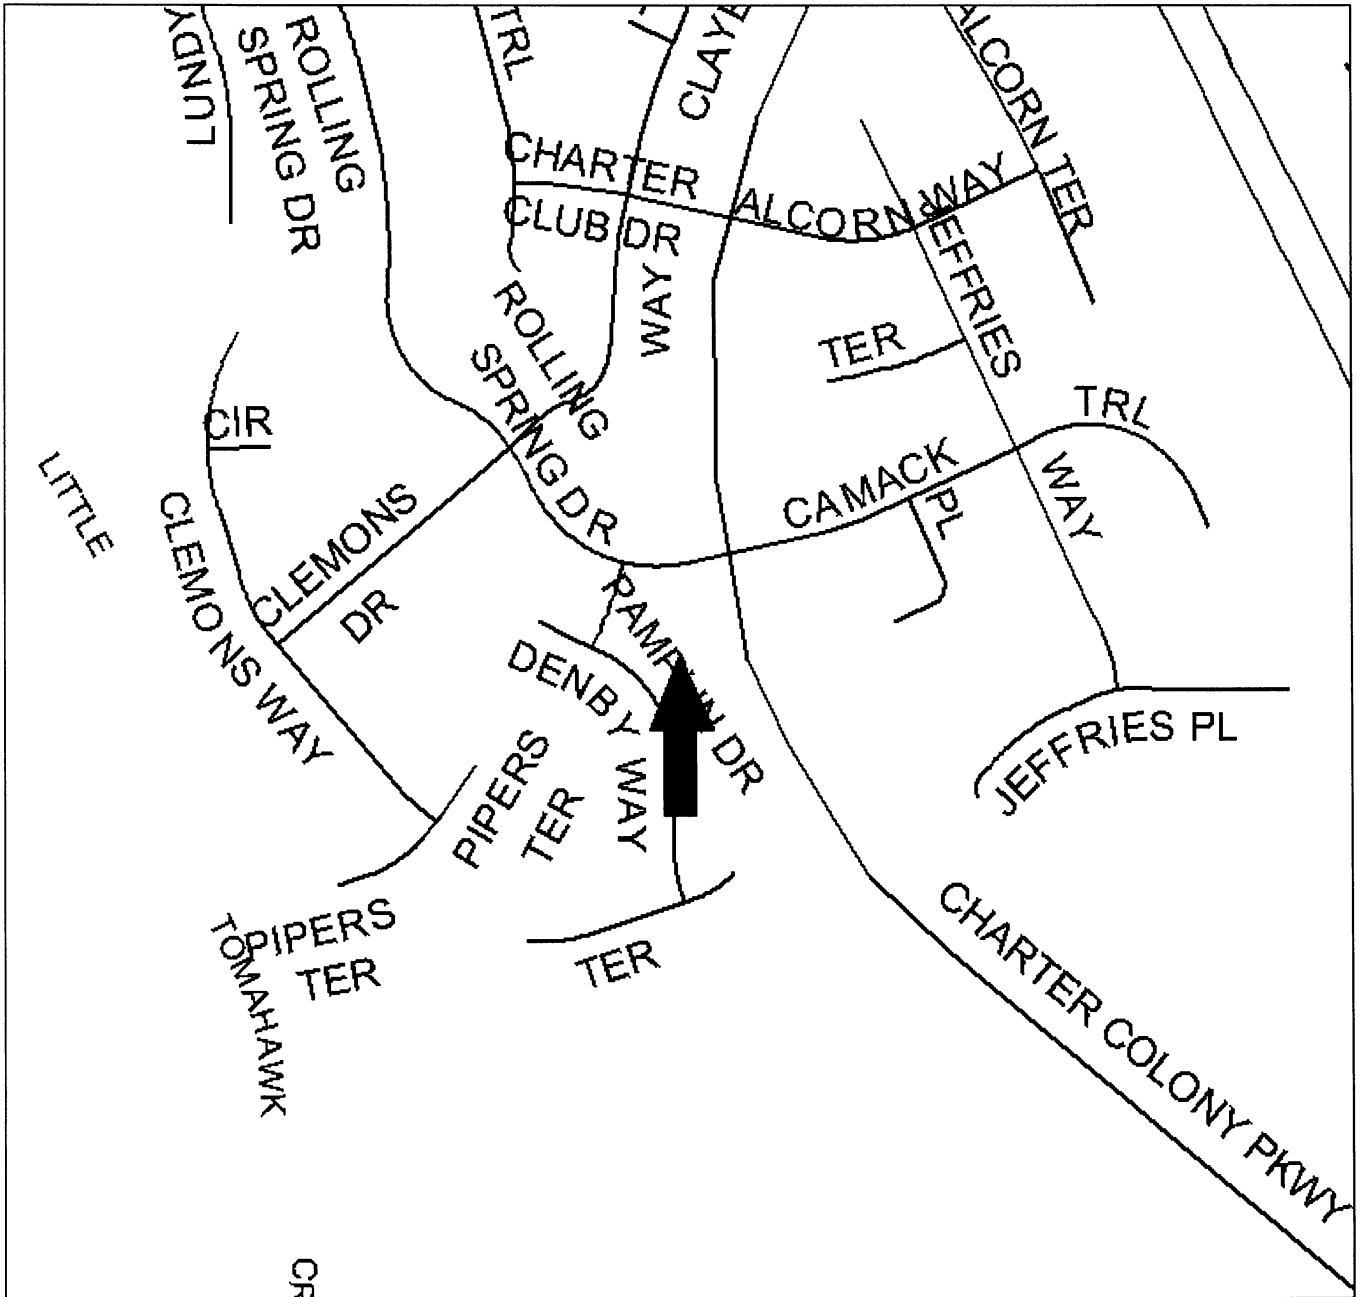 LUNDY
ROLLING
SPRING DR
TRL
ALCORN TER
CHARTER
CLUB DR
ALCORN WAY
WAY
JEFFRIES
WAY
TER
ROLLING
SPRING DR
CIR
LITTLE
CLEMONS
DR
CLEMONS WAY
CAMACK
TRL
PL
DENBY
WAY
DR
JEFFRIES PL
PIPERS
TER
PIPERS
TER
TER
TOMAHAWK
CHARTER COLONY PKWY